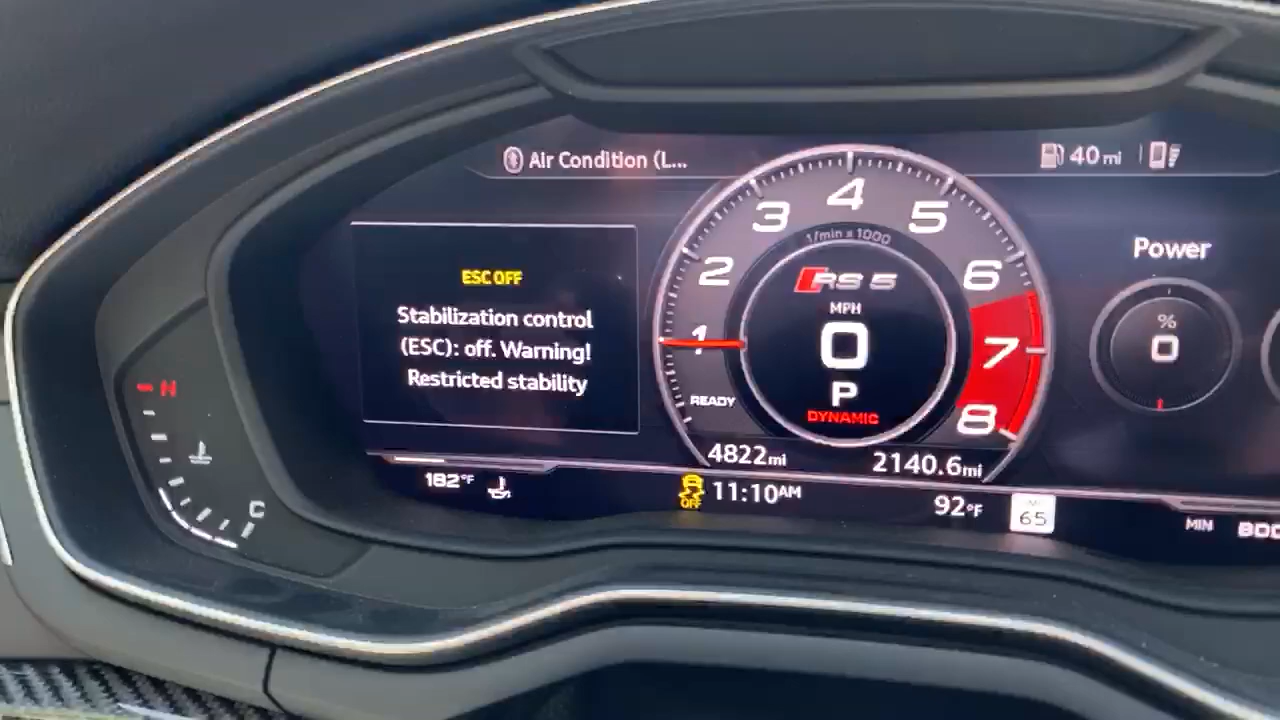 Air Condition (L...
40 mi
ESC OFF
Stabilization control
(ESC): off. Warning!
Restricted stability
1
2
3
4
5
6
7
8
1/min x 1000
RS 5
MPH
0
P
DYNAMIC
READY
4822 mi
2140.6 mi
Power
%
0
H
C
182 °F
OFF
11:10 AM
92 °F
65
MIN